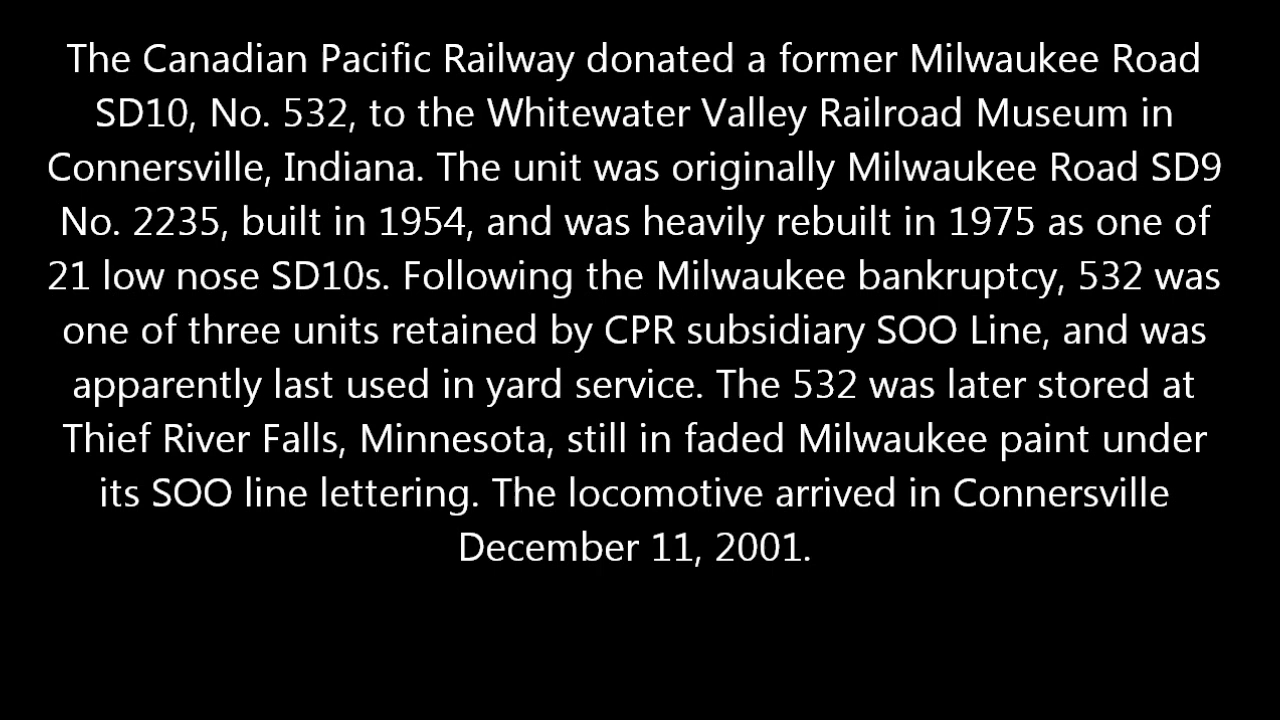 The Canadian Pacific Railway donated a former Milwaukee Road
SD10, No. 532, to the Whitewater Valley Railroad Museum in
Connersville, Indiana. The unit was originally Milwaukee Road SD9
No. 2235, built in 1954, and was heavily rebuilt in 1975 as one of
21 low nose SD10s. Following the Milwaukee bankruptcy, 532 was
one of three units retained by CPR subsidiary SOO Line, and was
apparently last used in yard service. The 532 was later stored at
Thief River Falls, Minnesota, still in faded Milwaukee paint under
its SOO line lettering. The locomotive arrived in Connersville
December 11, 2001.